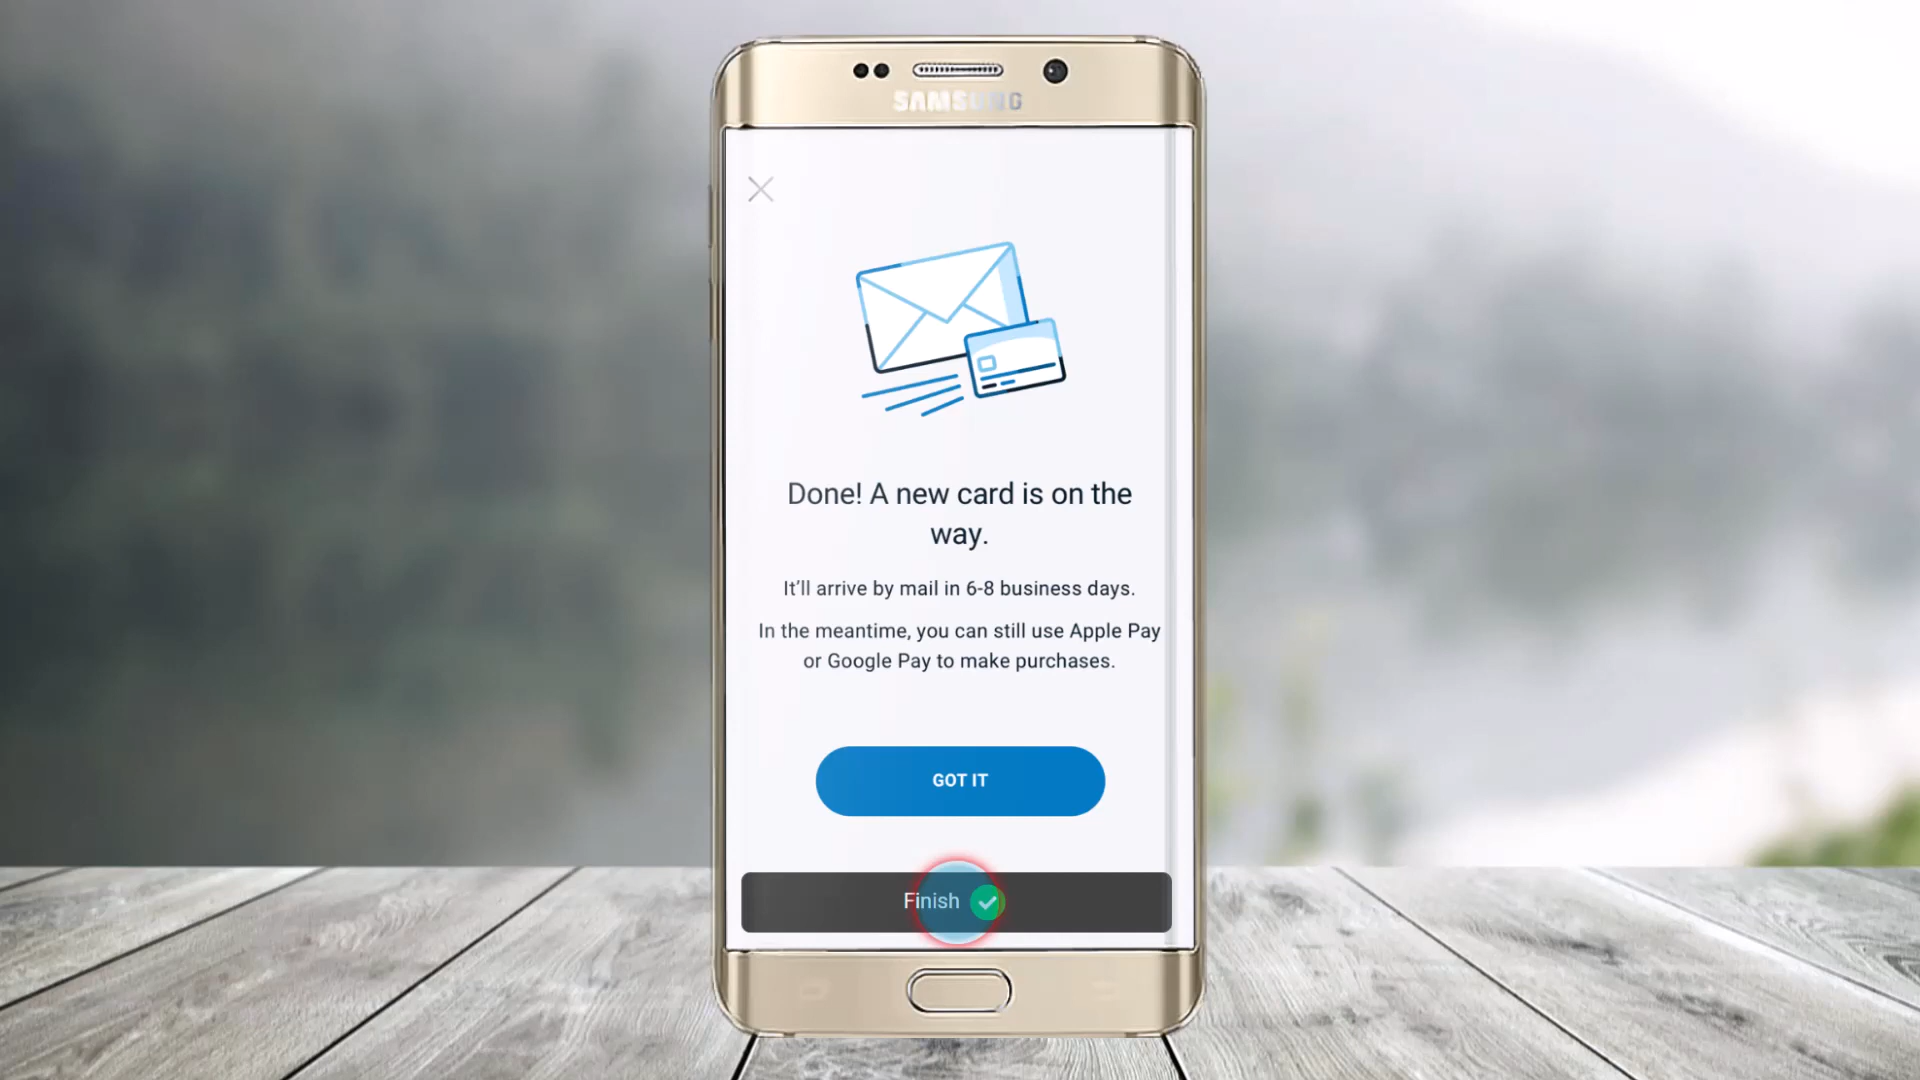 SAMSUNG
Done! A new card is on the
way.
It’ll arrive by mail in 6-8 business days.
In the meantime, you can still use Apple Pay
or Google Pay to make purchases.
GOT IT
Finish